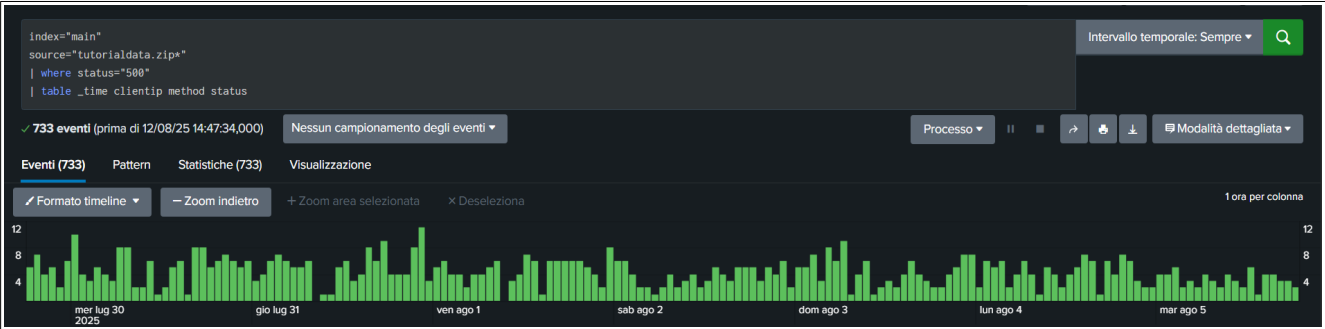 index="main"
source="tutorialdata.zip*"
| where status="500"
| table _time clientip method status
Intervallo temporale: Sempre
733 eventi (prima di 12/08/25 14:47:34,000)
Nessun campionamento degli eventi
Processo
Modalità dettagliata
Eventi (733)
Pattern
Statistiche (733)
Visualizzazione
Formato timeline
— Zoom indietro
+ Zoom area selezionata
× Deseleziona
1 ora per colonna
12
8
4
12
8
4
mer lug 30
2025
gio lug 31
ven ago 1
sab ago 2
dom ago 3
lun ago 4
mar ago 5